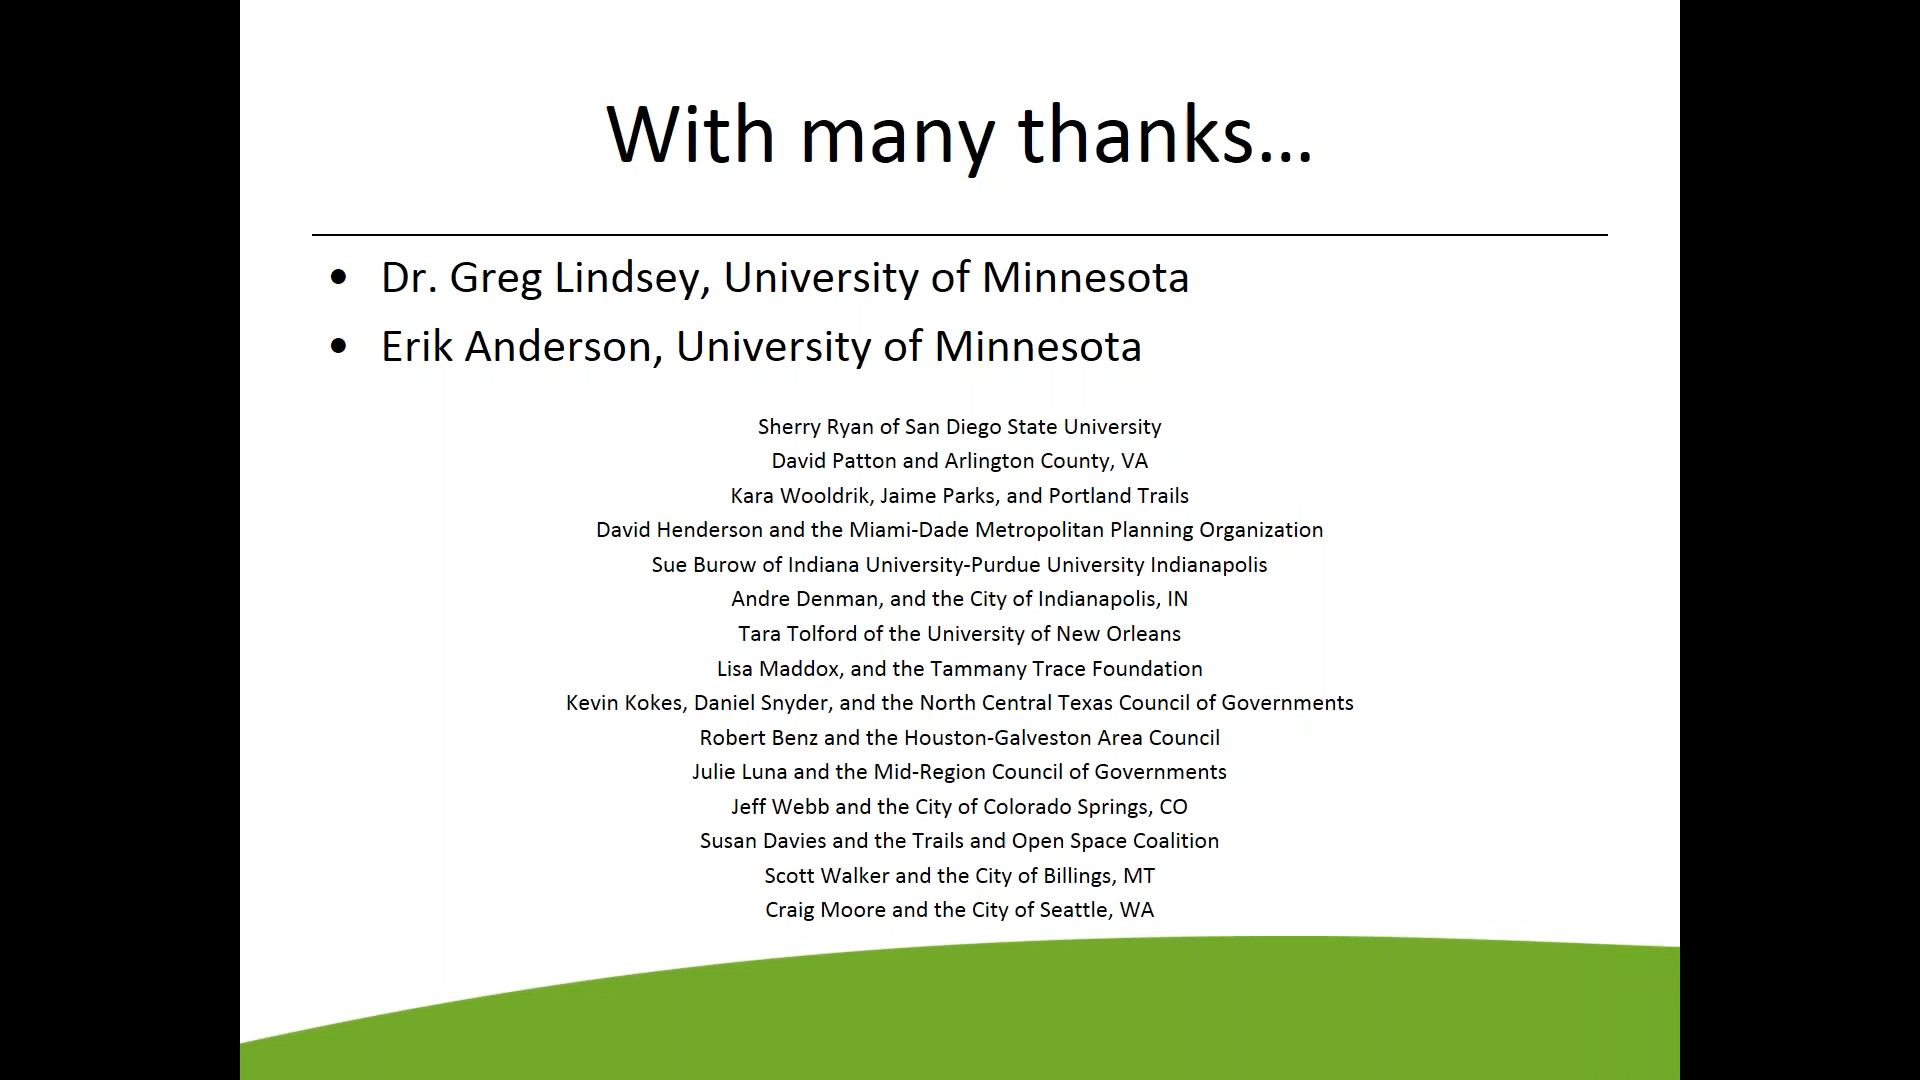 With many thanks...
• Dr. Greg Lindsey, University of Minnesota
• Erik Anderson, University of Minnesota
Sherry Ryan of San Diego State University
David Patton and Arlington County, VA
Kara Wooldrik, Jaime Parks, and Portland Trails
David Henderson and the Miami-Dade Metropolitan Planning Organization
Sue Burow of Indiana University-Purdue University Indianapolis
Andre Denman, and the City of Indianapolis, IN
Tara Tolford of the University of New Orleans
Lisa Maddox, and the Tammany Trace Foundation
Kevin Kokes, Daniel Snyder, and the North Central Texas Council of Governments
Robert Benz and the Houston-Galveston Area Council
Julie Luna and the Mid-Region Council of Governments
Jeff Webb and the City of Colorado Springs, CO
Susan Davies and the Trails and Open Space Coalition
Scott Walker and the City of Billings, MT
Craig Moore and the City of Seattle, WA